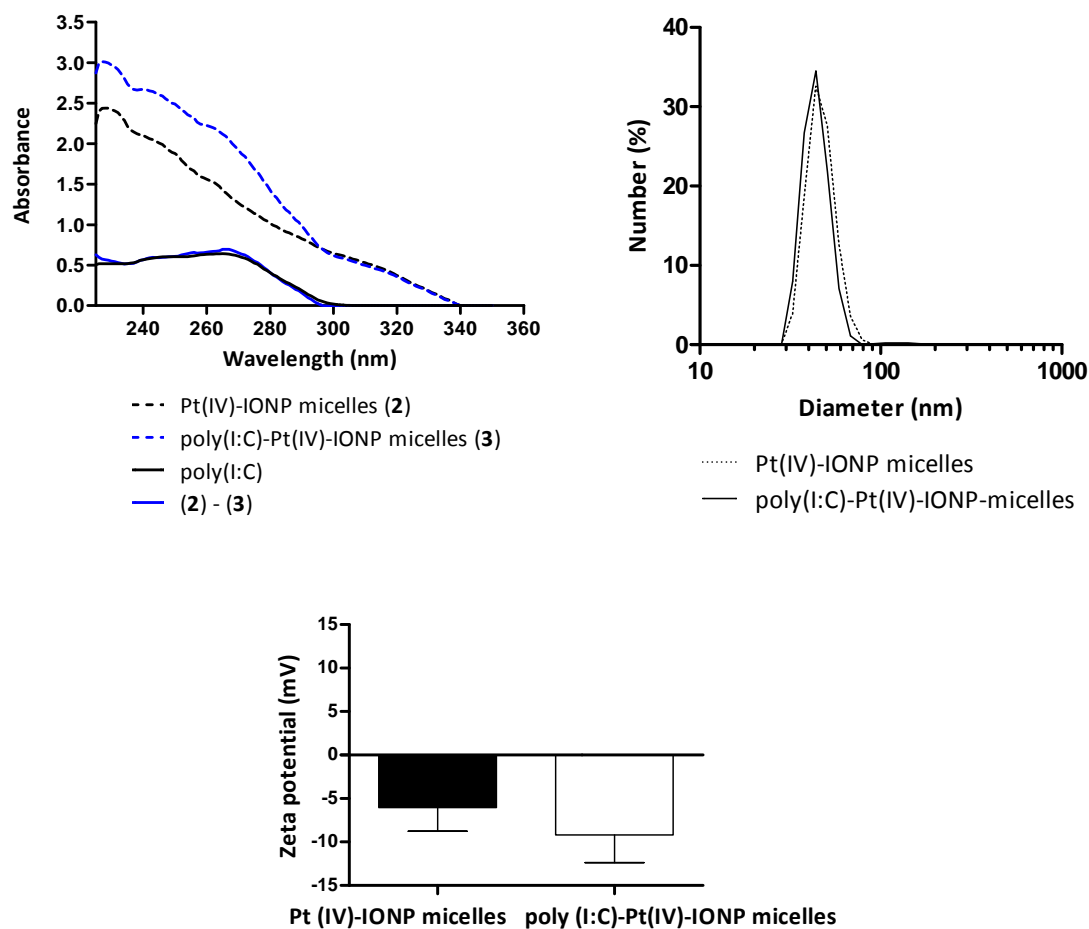 3.5
3.0
2.5
2.0
1.5
1.0
0.5
0.0
Absorbance
240 260 280 300 320 340 360
Wavelength (nm)
Pt(IV)-IONP micelles (2)
poly(I:C)-Pt(IV)-IONP micelles (3)
poly(I:C)
(2) - (3)
40
30
20
10
0
Number (%)
10 100 1000
Diameter (nm)
Pt(IV)-IONP micelles
poly(I:C)-Pt(IV)-IONP-micelles
15
10
5
0
-5
-10
-15
Zeta potential (mV)
Pt (IV)-IONP micelles poly (I:C)-Pt(IV)-IONP micelles